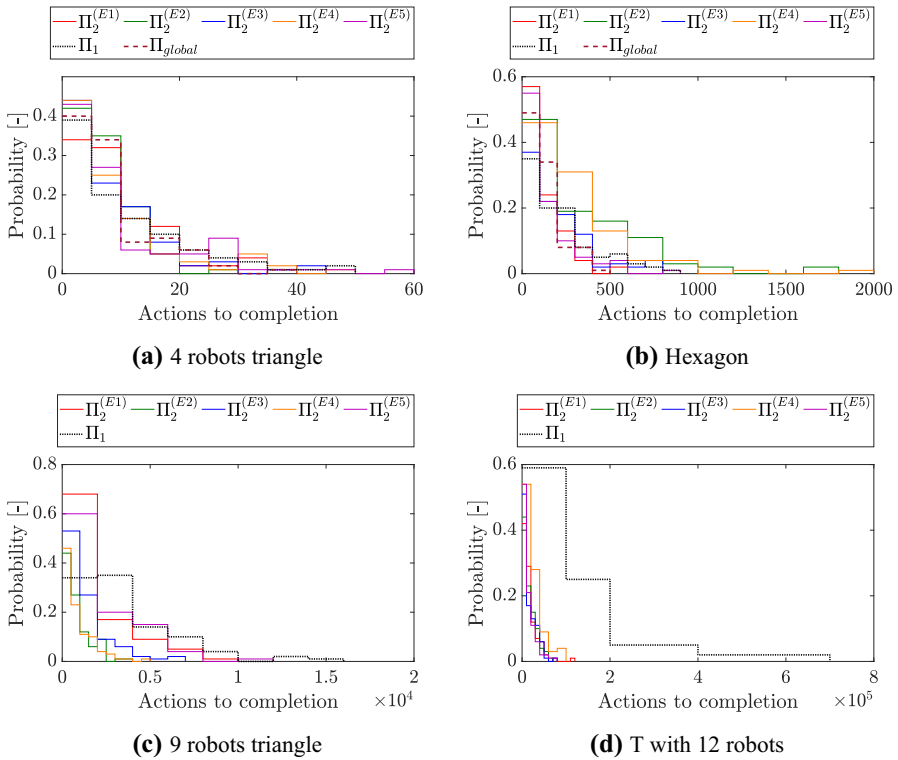 Π₂^(E1) Π₂^(E2) Π₂^(E3) Π₂^(E4) Π₂^(E5)
Π₁ Π_global
Probability [-]
0.4
0.3
0.2
0.1
0
0 20 40 60
Actions to completion
(a) 4 robots triangle
Π₂^(E1) Π₂^(E2) Π₂^(E3) Π₂^(E4) Π₂^(E5)
Π₁ Π_global
Probability [-]
0.6
0.4
0.2
0
0 500 1000 1500 2000
Actions to completion
(b) Hexagon
Π₂^(E1) Π₂^(E2) Π₂^(E3) Π₂^(E4) Π₂^(E5)
Π₁
Probability [-]
0.8
0.6
0.4
0.2
0
0 0.5 1 1.5 2
Actions to completion ×10⁴
(c) 9 robots triangle
Π₂^(E1) Π₂^(E2) Π₂^(E3) Π₂^(E4) Π₂^(E5)
Π₁
Probability [-]
0.6
0.4
0.2
0
0 2 4 6 8
Actions to completion ×10⁵
(d) T with 12 robots